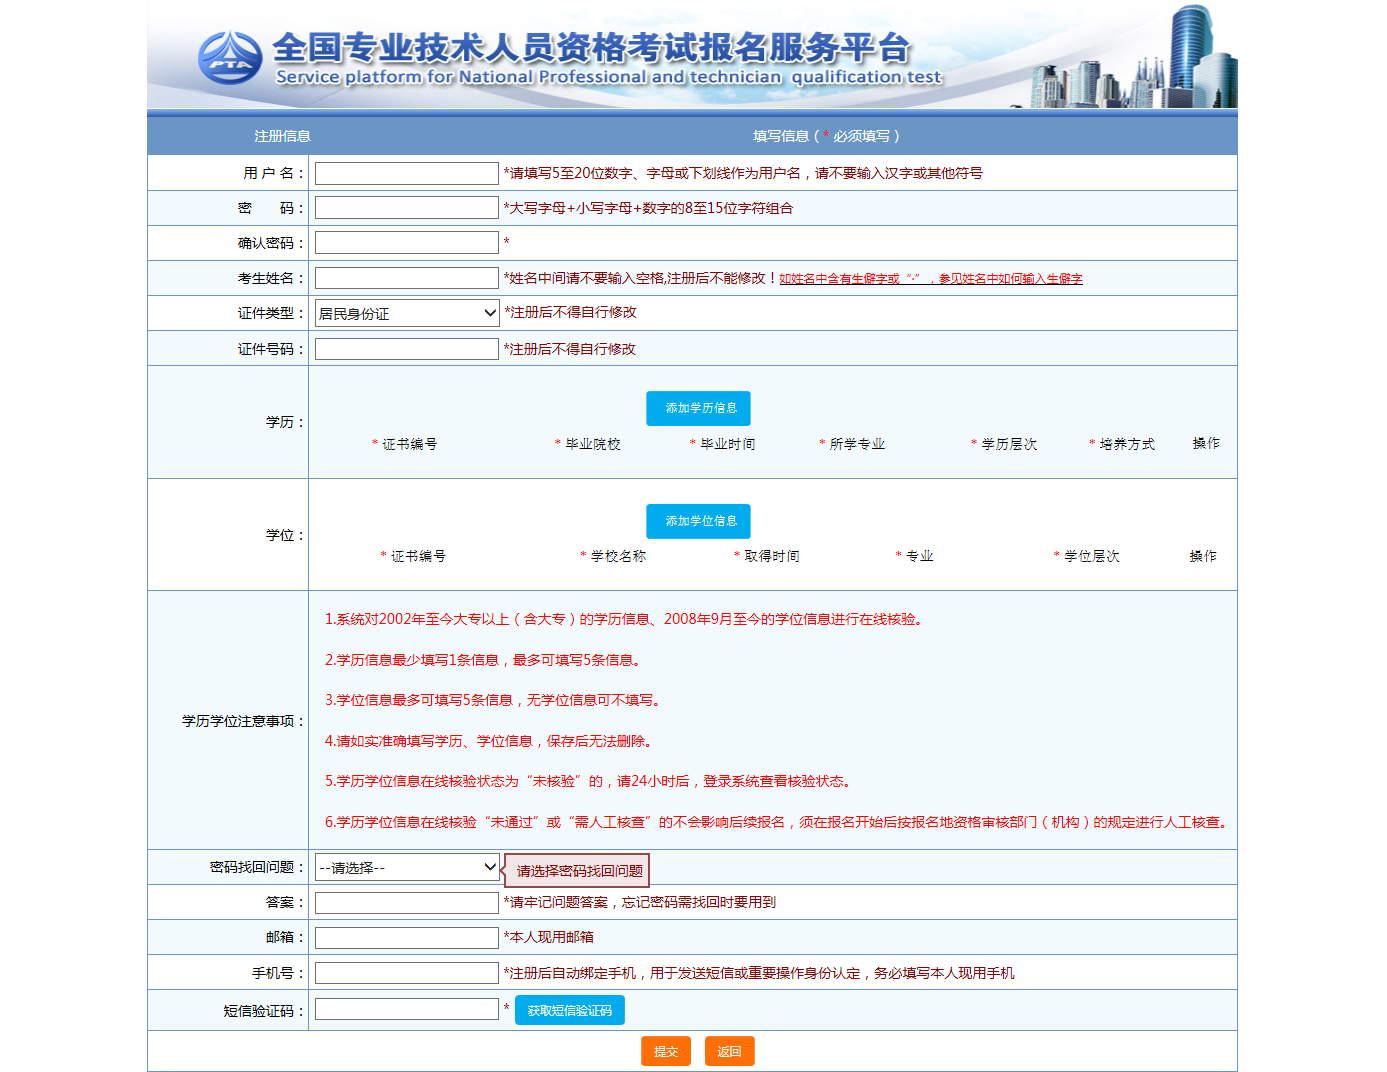 PTA
全国专业技术人员资格考试报名服务平台
Service platform for National Professional and technician qualification test
注册信息 填写信息（* 必须填写）
用 户 名： *请填写5至20位数字、字母或下划线作为用户名，请不要输入汉字或其他符号
密　　码： *大写字母+小写字母+数字的8至15位字符组合
确认密码： *
考生姓名： *姓名中间请不要输入空格,注册后不能修改！如姓名中含有生僻字或“·”，参见姓名中如何输入生僻字
证件类型： 居民身份证 *注册后不得自行修改
证件号码： *注册后不得自行修改
学历：
添加学历信息
* 证书编号 * 毕业院校 * 毕业时间 * 所学专业 * 学历层次 * 培养方式 操作
学位：
添加学位信息
* 证书编号 * 学校名称 * 取得时间 * 专业 * 学位层次 操作
学历学位注意事项：
1.系统对2002年至今大专以上（含大专）的学历信息、2008年9月至今的学位信息进行在线核验。
2.学历信息最少填写1条信息，最多可填写5条信息。
3.学位信息最多可填写5条信息，无学位信息可不填写。
4.请如实准确填写学历、学位信息，保存后无法删除。
5.学历学位信息在线核验状态为“未核验”的，请24小时后，登录系统查看核验状态。
6.学历学位信息在线核验“未通过”或“需人工核查”的不会影响后续报名，须在报名开始后按报名地资格审核部门（机构）的规定进行人工核查。
密码找回问题： --请选择-- 请选择密码找回问题
答案： *请牢记问题答案，忘记密码需找回时要用到
邮箱： *本人现用邮箱
手机号： *注册后自动绑定手机，用于发送短信或重要操作身份认定，务必填写本人现用手机
短信验证码： * 获取短信验证码
提交 返回